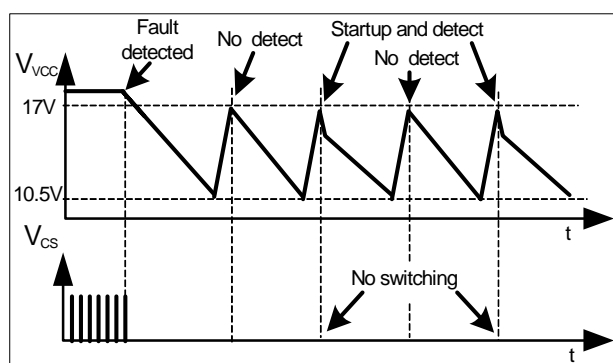 Fault
detected
No detect
Startup and detect
No detect
VVCC
17V
10.5V
t
VCS
No switching
t